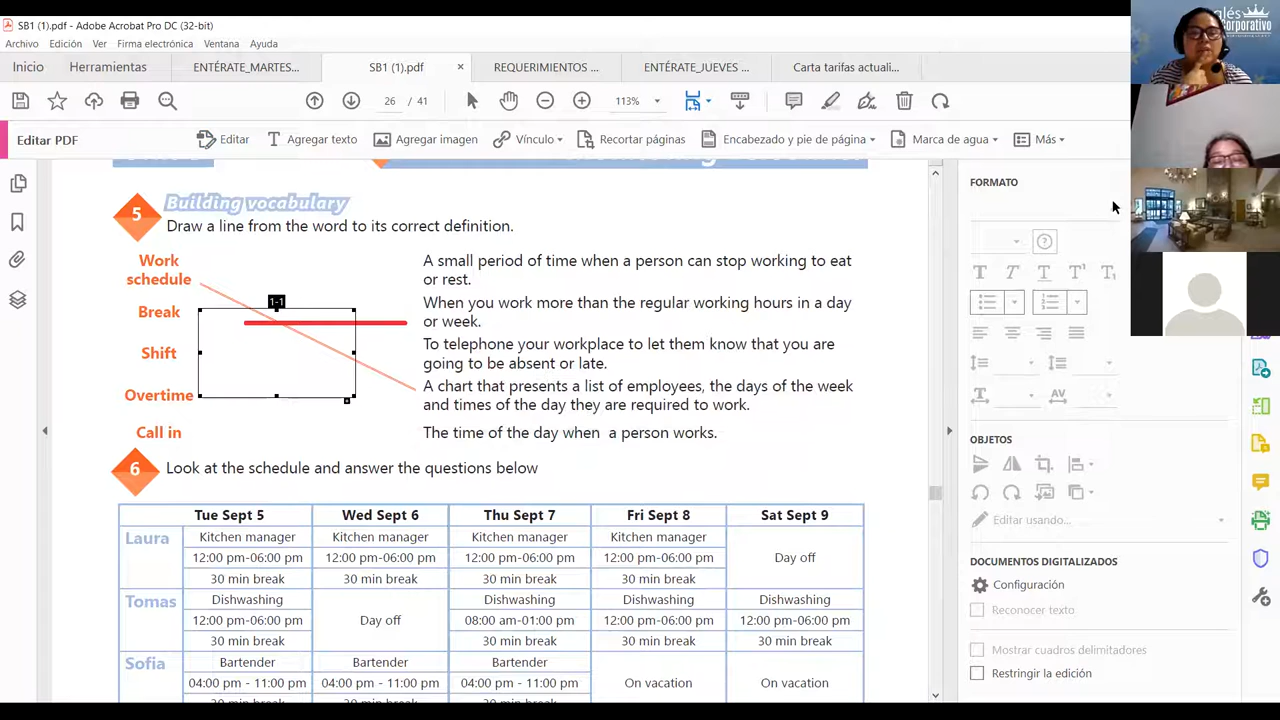 SB1 (1).pdf - Adobe Acrobat Pro DC (32-bit)
Archivo Edición Ver Firma electrónica Ventana Ayuda
Inicio Herramientas ENTÉRATE_MARTES... SB1 (1).pdf × REQUERIMIENTOS ... ENTÉRATE_JUEVES ... Carta tarifas actuali...
26 / 41 113%
Editar PDF Editar Agregar texto Agregar imagen Vínculo Recortar páginas Encabezado y pie de página Marca de agua Más
5 Building vocabulary
Draw a line from the word to its correct definition.
Work
schedule
Break
Shift
Overtime
Call in
1-1
A small period of time when a person can stop working to eat
or rest.
When you work more than the regular working hours in a day
or week.
To telephone your workplace to let them know that you are
going to be absent or late.
A chart that presents a list of employees, the days of the week
and times of the day they are required to work.
The time of the day when a person works.
6 Look at the schedule and answer the questions below
Tue Sept 5 Wed Sept 6 Thu Sept 7 Fri Sept 8 Sat Sept 9
Laura Kitchen manager Kitchen manager Kitchen manager Kitchen manager
12:00 pm-06:00 pm 12:00 pm-06:00 pm 12:00 pm-06:00 pm 12:00 pm-06:00 pm Day off
30 min break 30 min break 30 min break 30 min break
Tomas Dishwashing Dishwashing Dishwashing Dishwashing
12:00 pm-06:00 pm Day off 08:00 am-01:00 pm 12:00 pm-06:00 pm 12:00 pm-06:00 pm
30 min break 30 min break 30 min break 30 min break
Sofia Bartender Bartender Bartender
04:00 pm - 11:00 pm 04:00 pm - 11:00 pm 04:00 pm - 11:00 pm On vacation On vacation
FORMATO
OBJETOS
Editar usando...
DOCUMENTOS DIGITALIZADOS
Configuración
Reconocer texto
Mostrar cuadros delimitadores
Restringir la edición